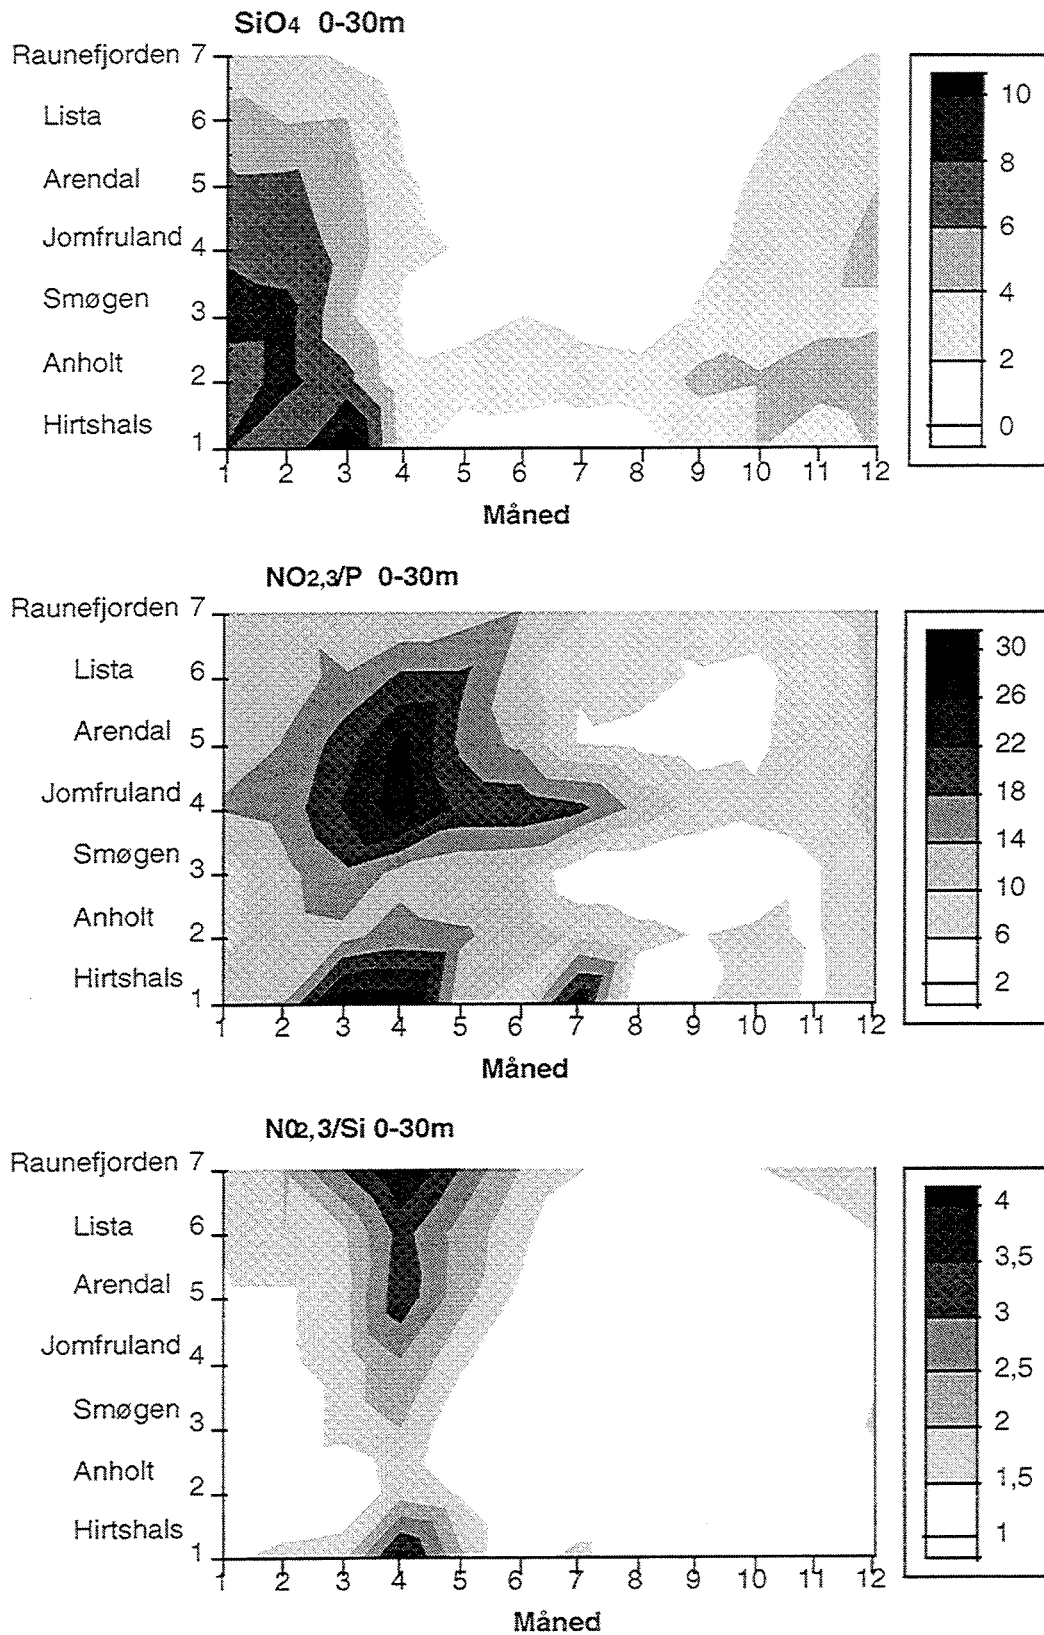 SiO4 0-30m
Raunefjorden 7
Lista 6
Arendal 5
Jomfruland 4
Smøgen 3
Anholt 2
Hirtshals 1
1 2 3 4 5 6 7 8 9 10 11 12
Måned
10
8
6
4
2
0
NO2,3/P 0-30m
Raunefjorden 7
Lista 6
Arendal 5
Jomfruland 4
Smøgen 3
Anholt 2
Hirtshals 1
1 2 3 4 5 6 7 8 9 10 11 12
Måned
30
26
22
18
14
10
6
2
NO2,3/Si 0-30m
Raunefjorden 7
Lista 6
Arendal 5
Jomfruland 4
Smøgen 3
Anholt 2
Hirtshals 1
1 2 3 4 5 6 7 8 9 10 11 12
Måned
4
3,5
3
2,5
2
1,5
1